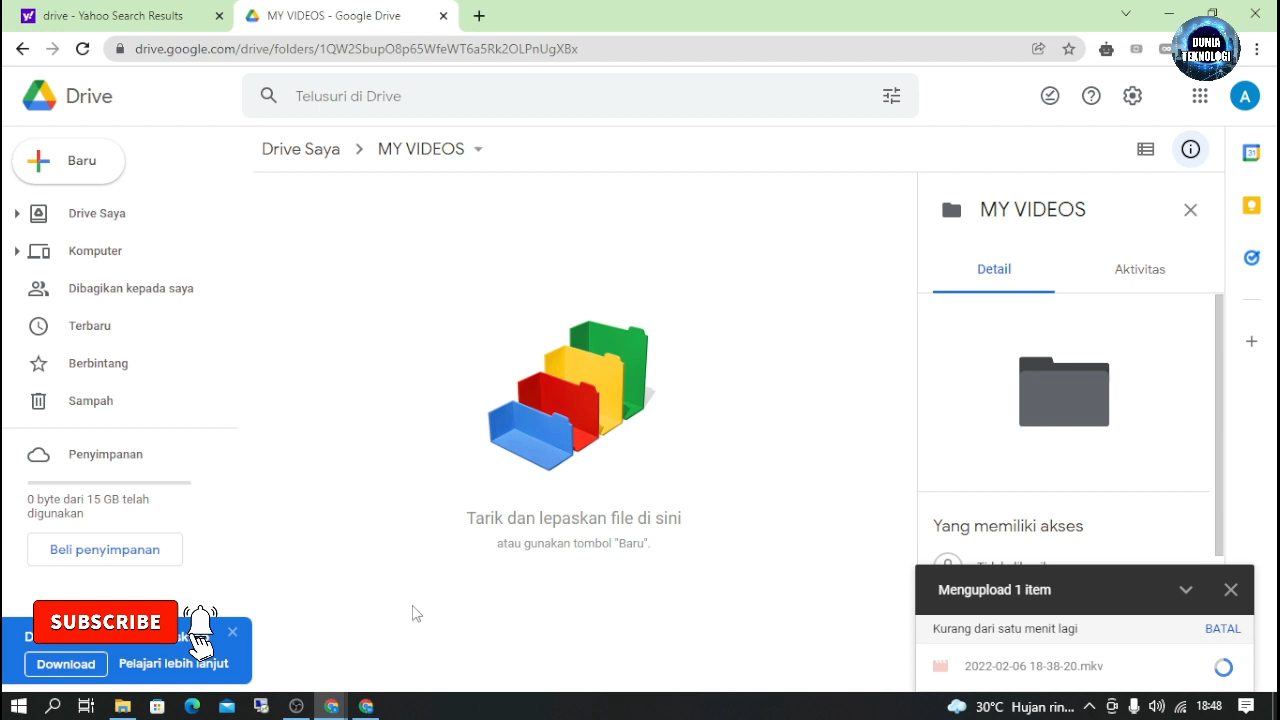 drive - Yahoo Search Results
MY VIDEOS - Google Drive
drive.google.com/drive/folders/1QW2SbupO8p65WfeWT6a5Rk2OLPnUgXBx
DUNIA
TEKNOLOGI
Drive
Telusuri di Drive
A
Baru
Drive Saya
MY VIDEOS
31
Drive Saya
Komputer
Dibagikan kepada saya
Terbaru
Berbintang
Sampah
Penyimpanan
0 byte dari 15 GB telah
digunakan
Beli penyimpanan
Tarik dan lepaskan file di sini
atau gunakan tombol "Baru".
MY VIDEOS
Detail
Aktivitas
Yang memiliki akses
Mengupload 1 item
Kurang dari satu menit lagi
BATAL
2022-02-06 18-38-20.mkv
SUBSCRIBE
Download
Pelajari lebih lanjut
30°C Hujan rin...
18:48